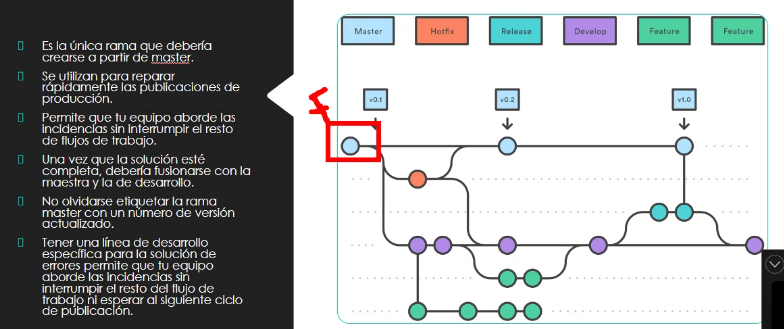 Es la única rama que debería
crearse a partir de master.
Se utilizan para reparar
rápidamente las publicaciones de
producción.
Permite que tu equipo aborde las
incidencias sin interrumpir el resto
de flujos de trabajo.
Una vez que la solución esté
completa, debería fusionarse con la
maestra y la de desarrollo.
No olvidarse etiquetar la rama
master con un número de versión
actualizado.
Tener una línea de desarrollo
específica para la solución de
errores permite que tu equipo
aborde las incidencias sin
interrumpir el resto del flujo de
trabajo ni esperar al siguiente ciclo
de publicación.
Master Hotfix Release Develop Feature Feature
v0.1 v0.2 v1.0